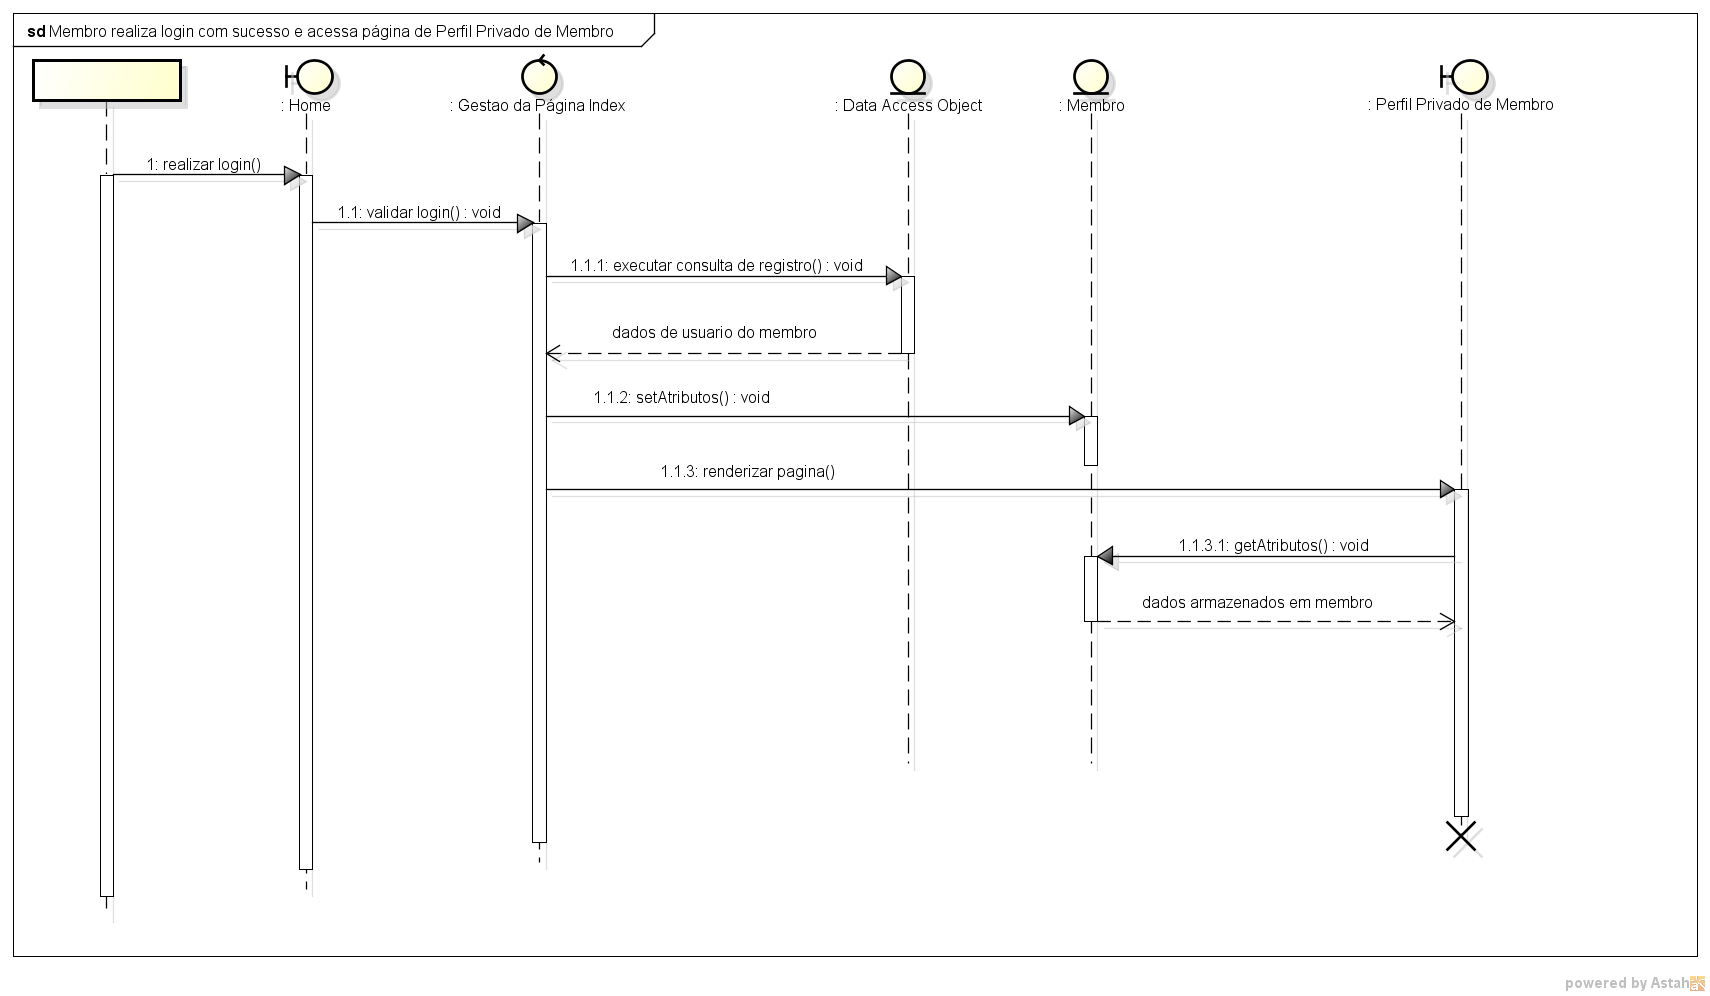 sd Membro realiza login com sucesso e acessa página de Perfil Privado de Membro
: Home
: Gestao da Página Index
: Data Access Object
: Membro
: Perfil Privado de Membro
1: realizar login()
1.1: validar login() : void
1.1.1: executar consulta de registro() : void
dados de usuario do membro
1.1.2: setAtributos() : void
1.1.3: renderizar pagina()
1.1.3.1: getAtributos() : void
dados armazenados em membro
powered by Astah